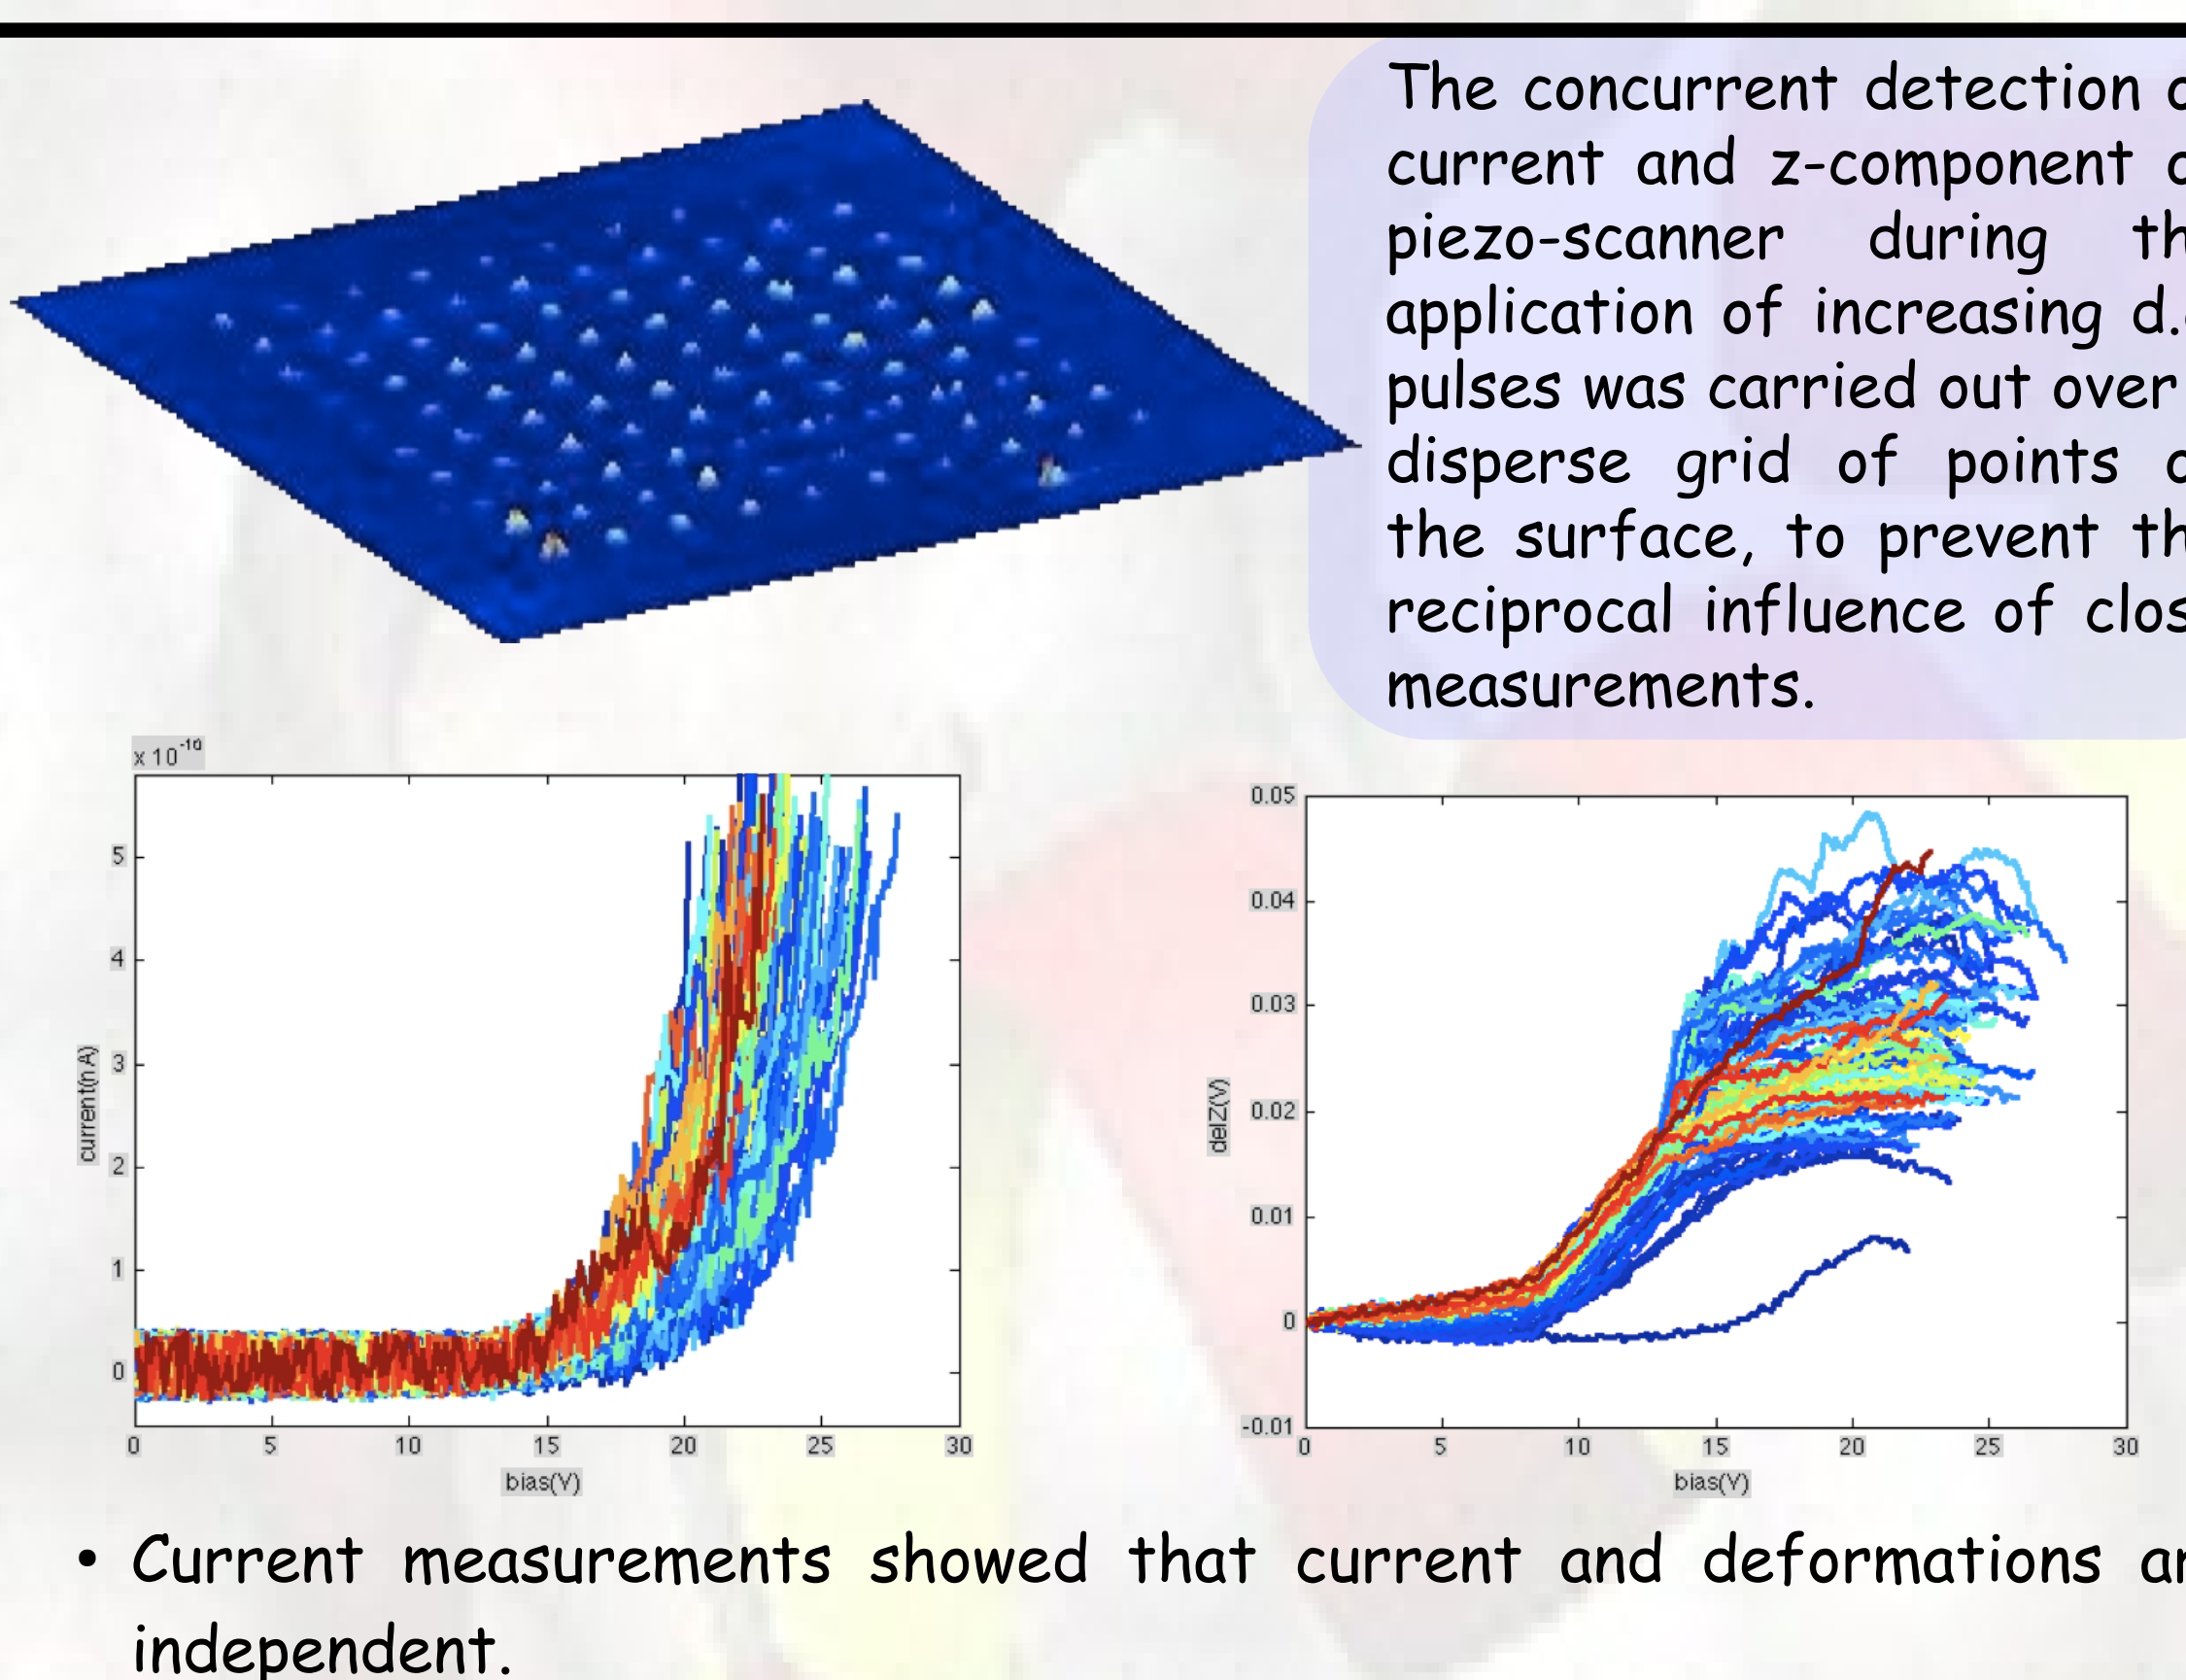 The concurrent detection
current and z-component
piezo-scanner during
application of increasing
pulses was carried out over
disperse grid of points
the surface, to prevent
reciprocal influence of
measurements.
x 10^-10
5
4
3
2
1
0
current(nA)
0 5 10 15 20 25 30
bias(V)
0.05
0.04
0.03
0.02
0.01
0
-0.01
delZ(V)
0 5 10 15 20 25 30
bias(V)
• Current measurements showed that current and deformations
independent.